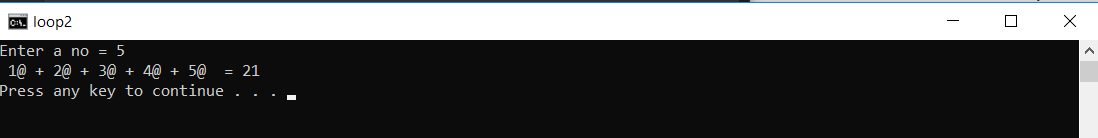 loop2
Enter a no = 5
1@ + 2@ + 3@ + 4@ + 5@  = 21
Press any key to continue . . .